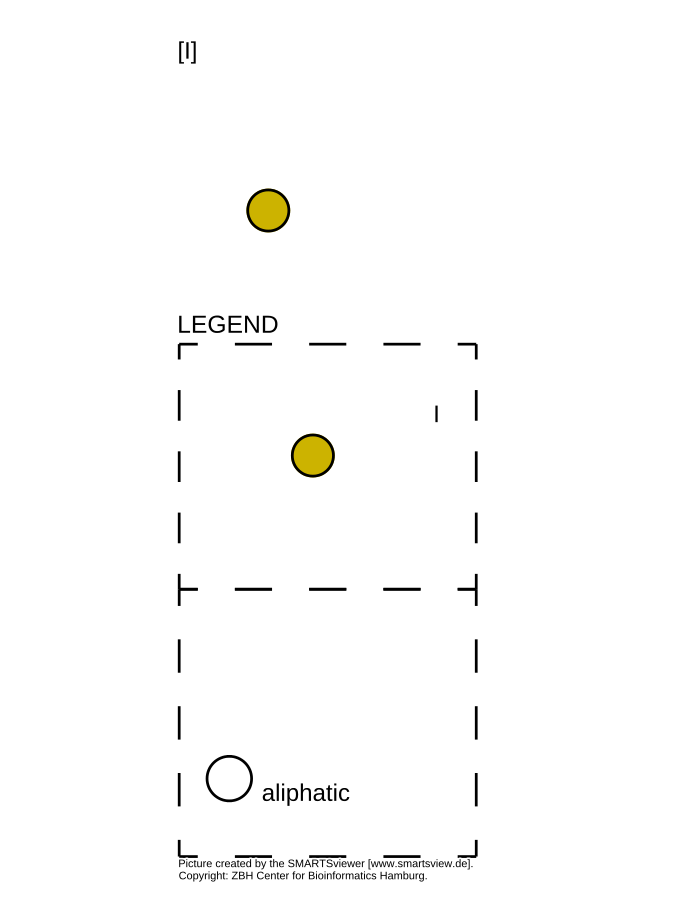 [I]
LEGEND
I
aliphatic
Picture created by the SMARTSviewer [www.smartsview.de].
Copyright: ZBH Center for Bioinformatics Hamburg.